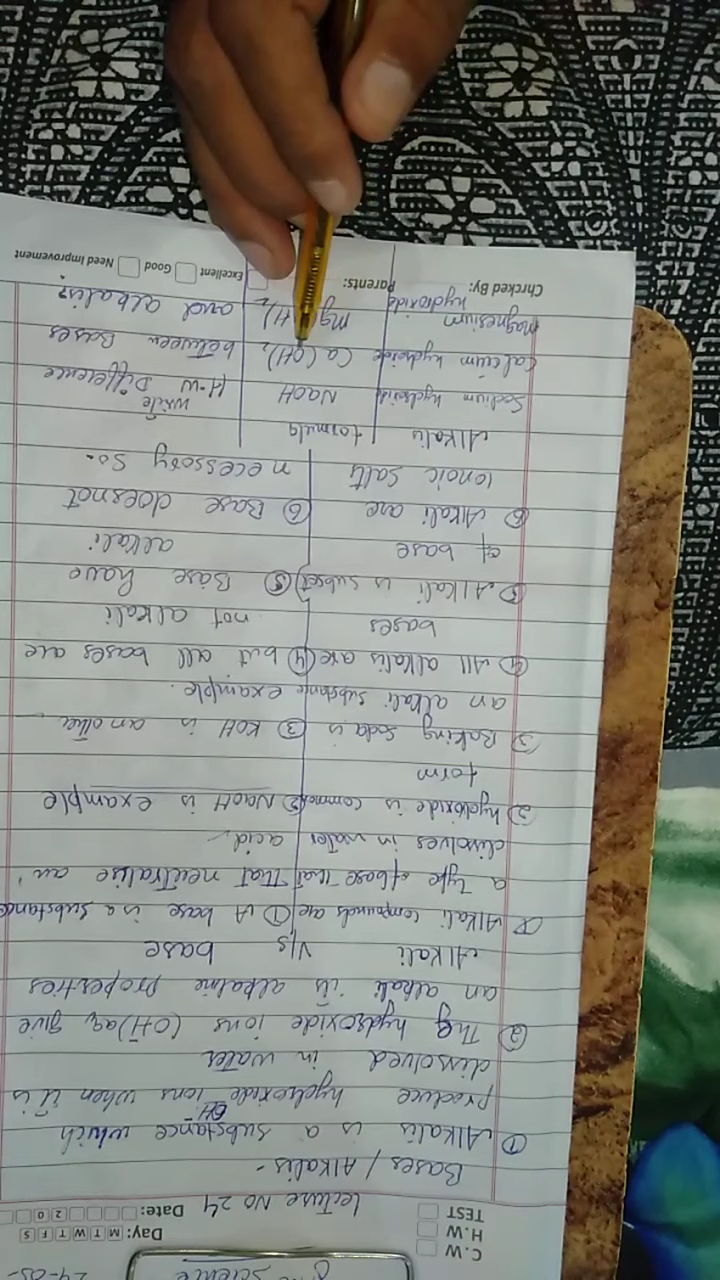 Science 24-05-
C.W
H.W
TEST
Day: M T W T F S
Date: 2 0
Lecture No 24
Bases / Alkalis-
① Alkalis is a substance which
OH⁻
produce hydroxide ions when it is
dissolved in water
② The hydroxide ions (OH⁻)aq give
an alkali its alkaline properties
Alkali V/s base
① Alkali compounds are ① A base is a substance
a type of base that That neutralise an
dissolves in water acid.
② hydroxide is common ② NaOH is example
form
③ Baking soda is ③ KOH is an other
an alkali substance example.
④ All alkalis are ④ but all bases are
bases not alkali
⑤ Alkali is subset ⑤ Base have
of base alkali
⑥ Alkali are ⑥ Base doesnot
ionic salts necessory so-
Alkalis formula
Sodium hydroxide NaOH
write
H-W Difference
Calcium hydroxide Ca(OH)₂ between Bases
magnesium hydroxide Mg H)₂ and alkalis?
Chrcked By: Parents: Excellent Good Need Improvement